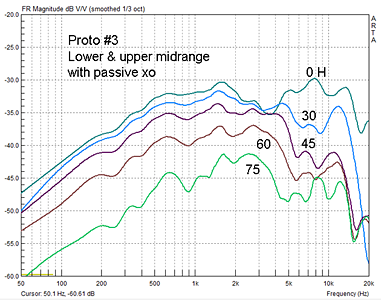 FR Magnitude dB V/V (smoothed 1/3 oct)
-20.0
ARTA
Proto #3
Lower & upper midrange
with passive xo
0 H
-25.0
-30.0
30
-35.0
60
45
-40.0
75
-45.0
-50.0
-55.0
-60.0
50 100 200 500 1k 2k 5k 10k 20k
Cursor: 50.1 Hz, -60.61 dB
Frequency (Hz)